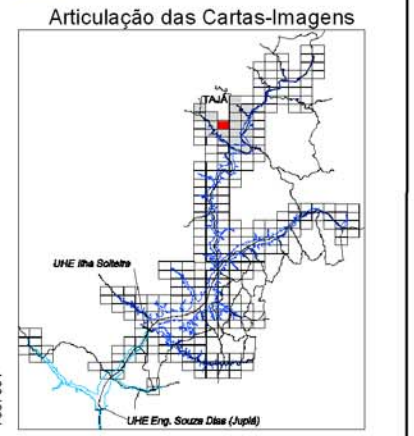 Articulação das Cartas-Imagens
TAJÁ
UHE Ilha Solteira
UHE Eng. Souza Dias (Jupiá)